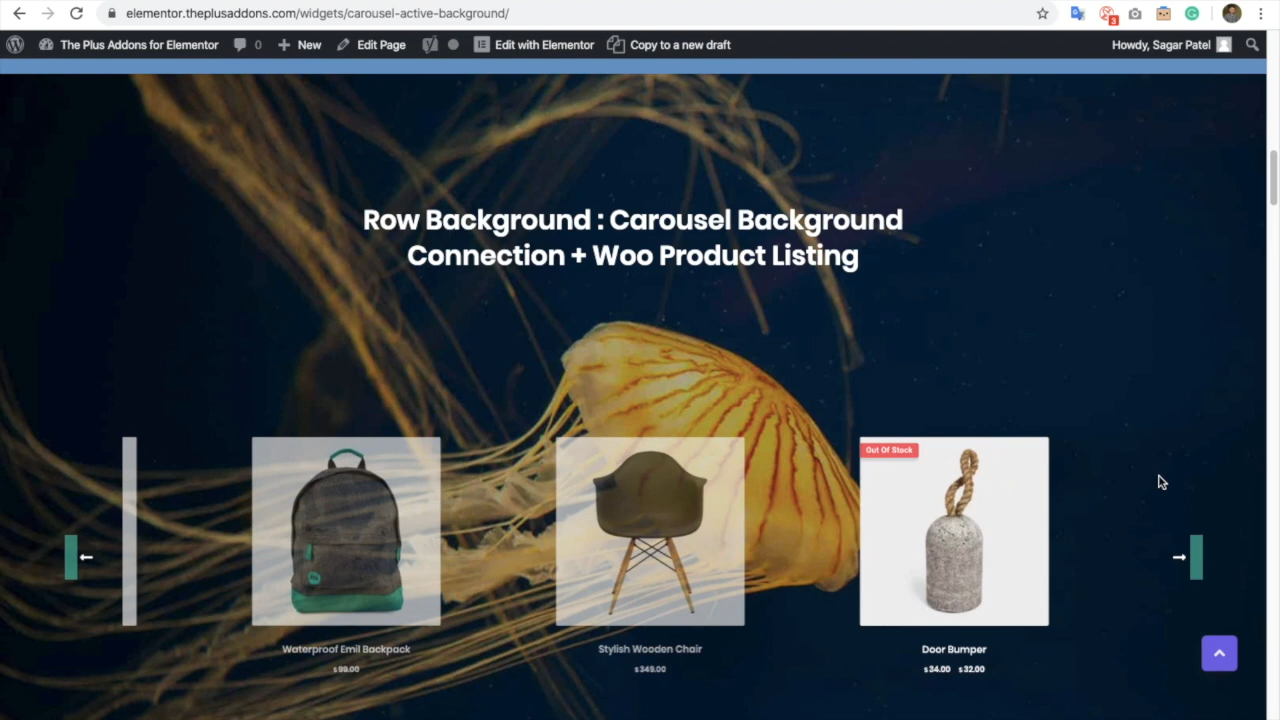 elementor.theplusaddons.com/widgets/carousel-active-background/
3
The Plus Addons for Elementor 0 New Edit Page Edit with Elementor Copy to a new draft Howdy, Sagar Patel
Row Background : Carousel Background
Connection + Woo Product Listing
Out Of Stock
Waterproof Emil Backpack Stylish Wooden Chair Door Bumper
$99.00 $349.00 $34.00 $32.00